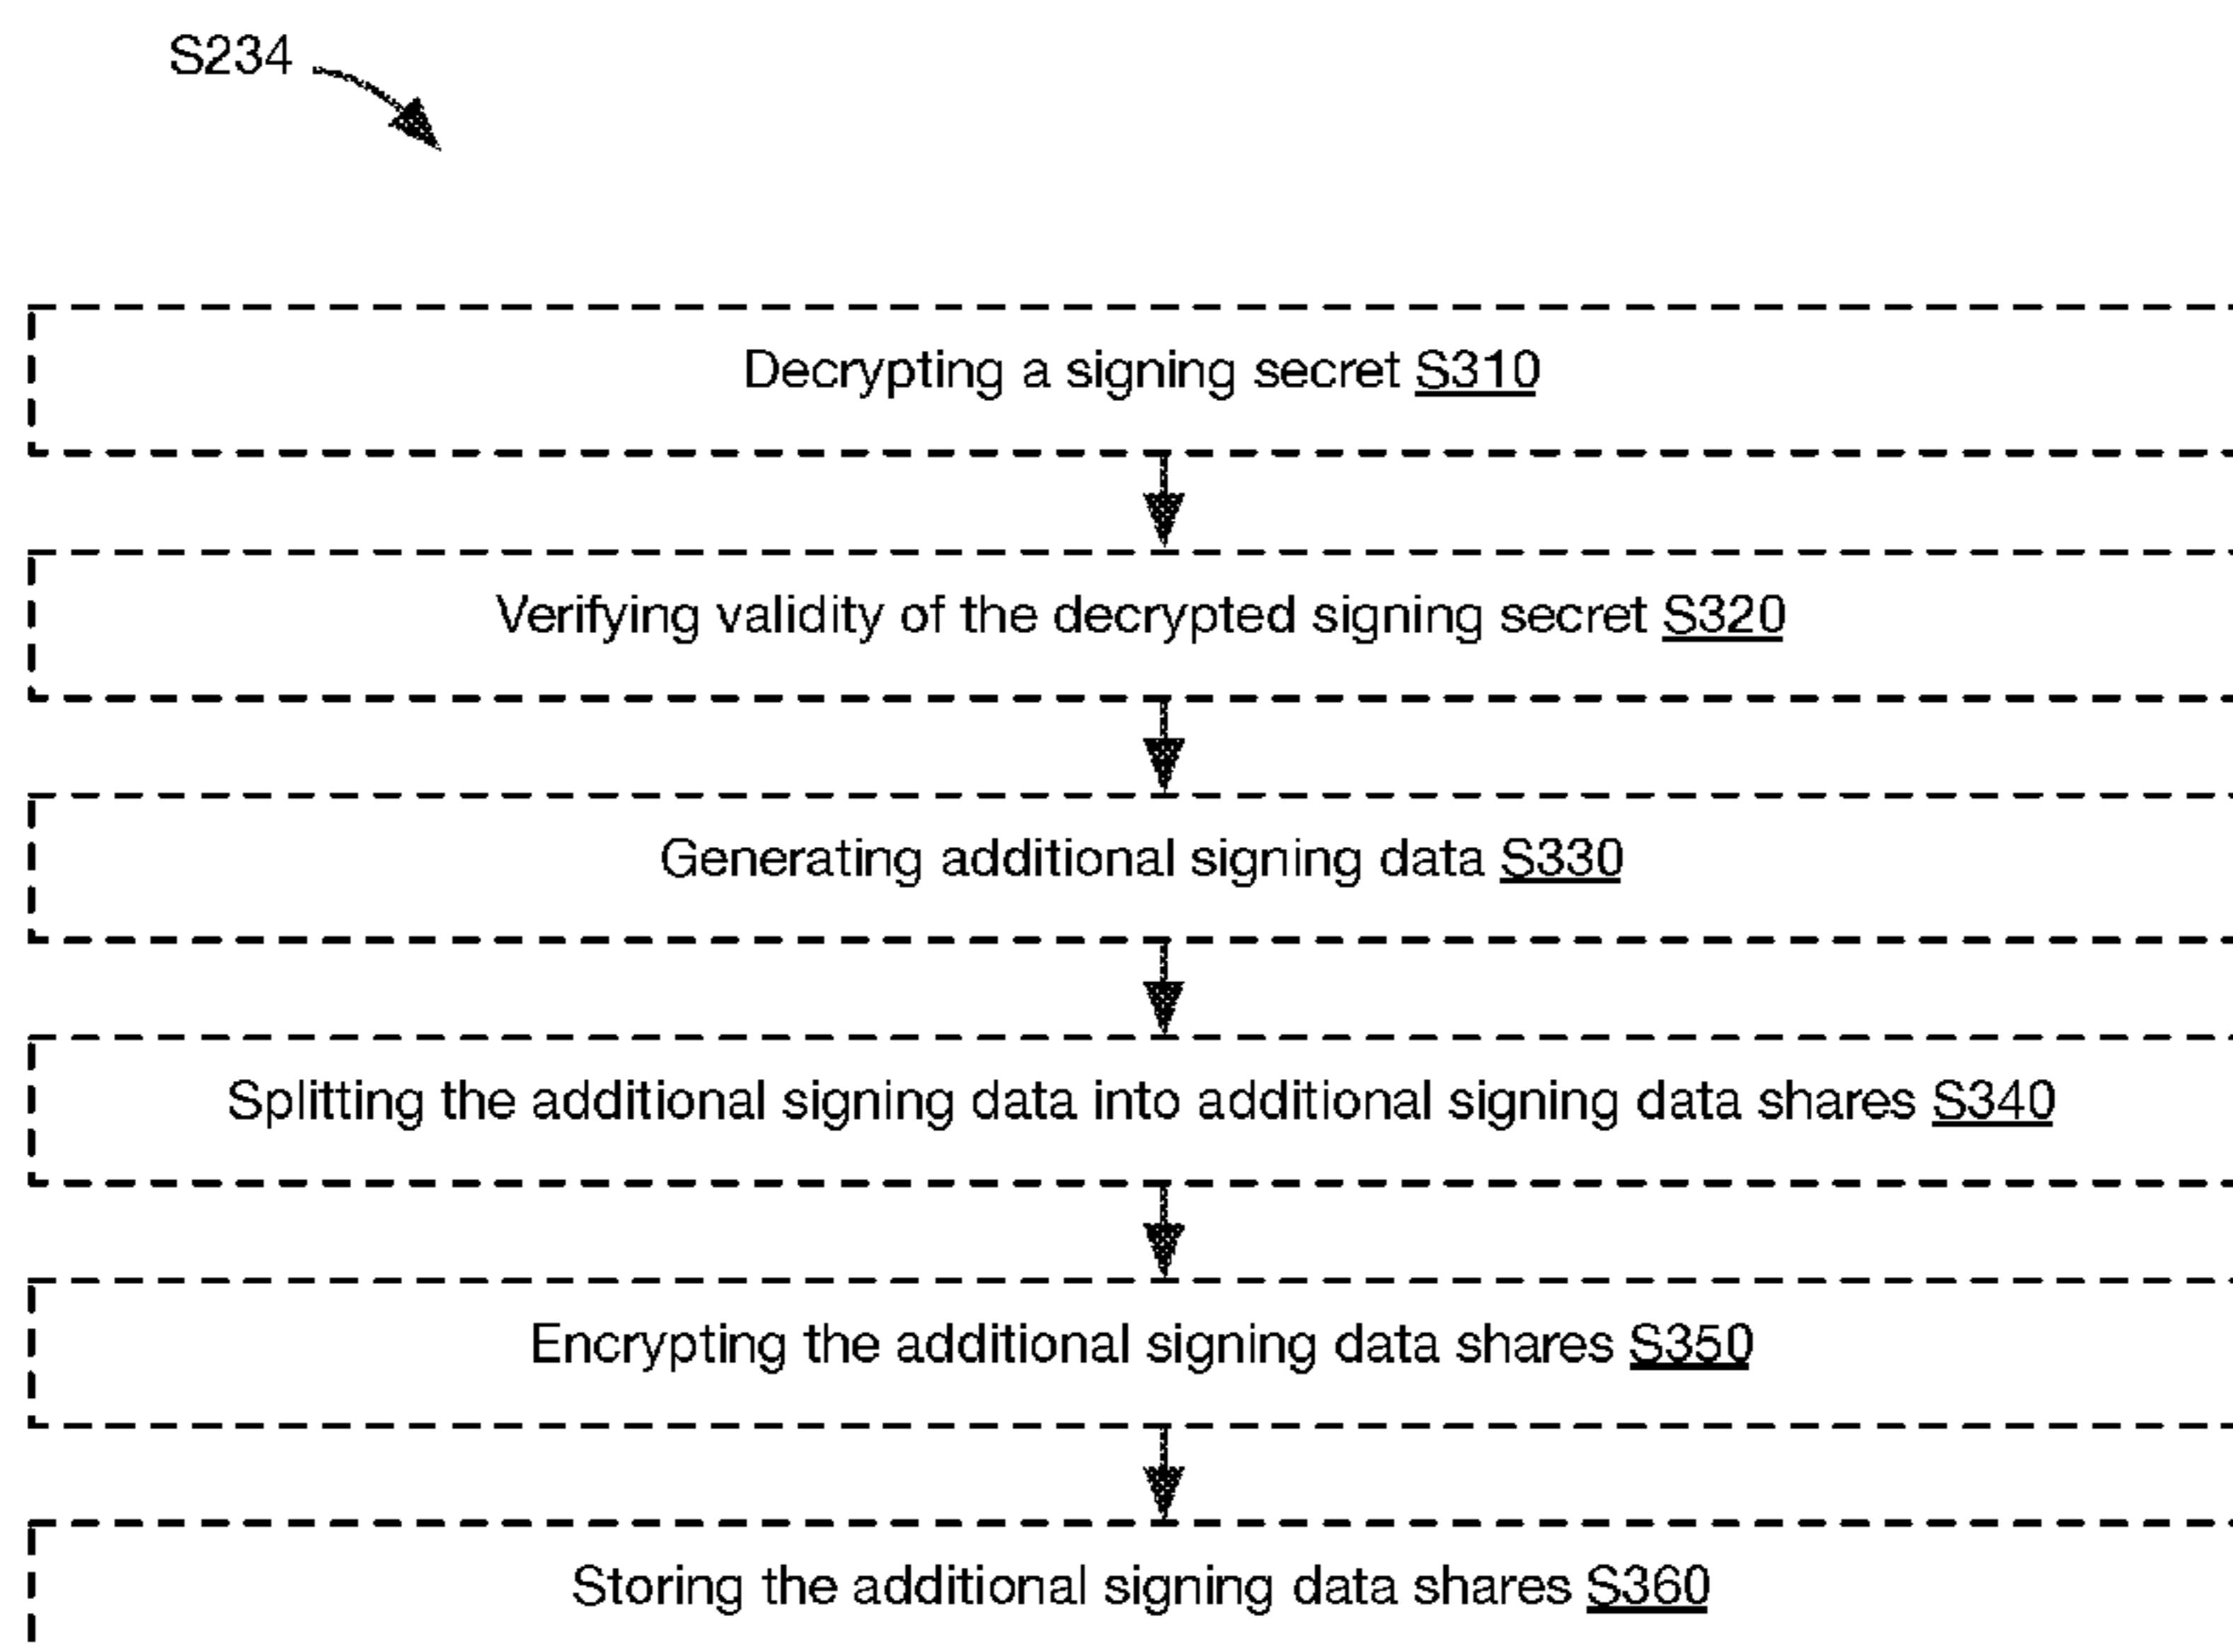 S234
Decrypting a signing secret S310
Verifying validity of the decrypted signing secret S320
Generating additional signing data S330
Splitting the additional signing data into additional signing data shares S340
Encrypting the additional signing data shares S350
Storing the additional signing data shares S360